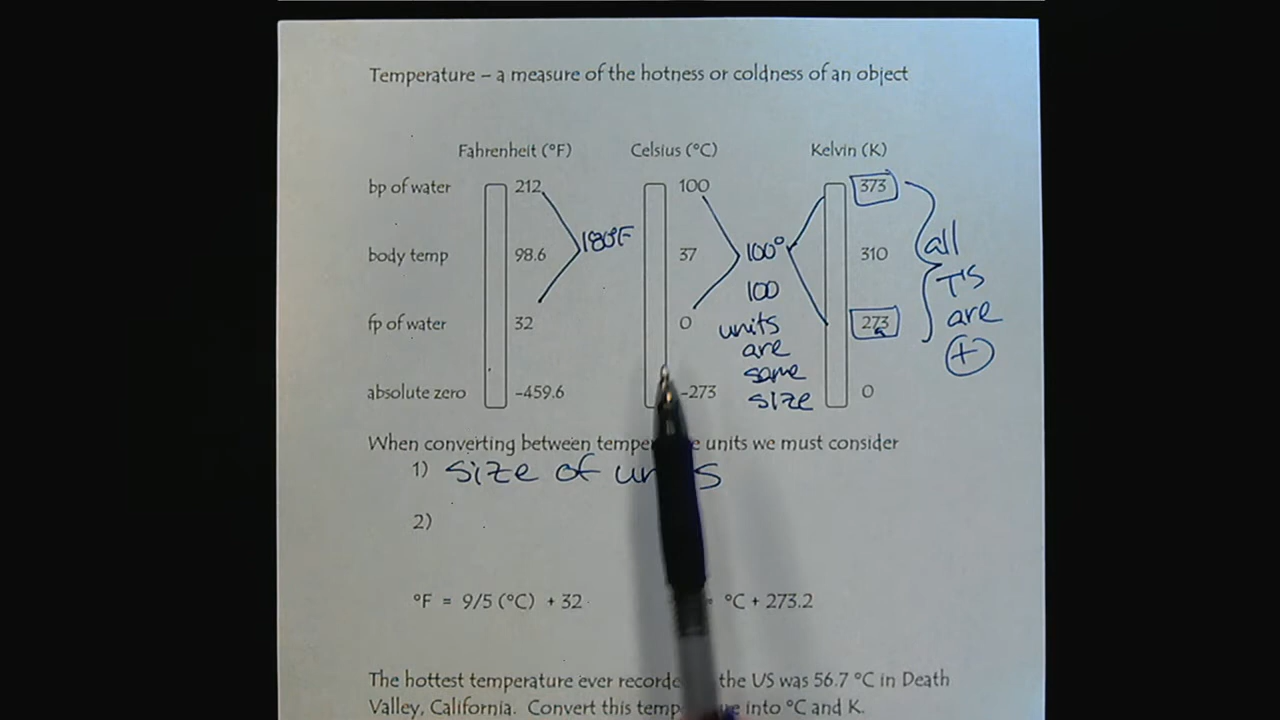 Temperature – a measure of the hotness or coldness of an object
Fahrenheit (°F) Celsius (°C) Kelvin (K)
bp of water 212 100 373
180°F
all
body temp 98.6 37 100° 310
T's
100
are
fp of water 32 0 units 273
are
+
same
absolute zero -459.6 -273 size 0
When converting between units we must consider
1) size of
2)
°F = 9/5 (°C) + 32 = °C + 273.2
The hottest temperature ever the US was 56.7 °C in Death
Valley, California. Convert this into °C and K.